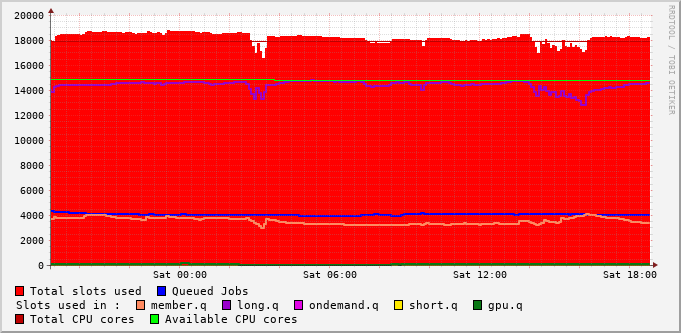 20000
18000
16000
14000
12000
10000
8000
6000
4000
2000
0
Sat 00:00 Sat 06:00 Sat 12:00 Sat 18:00
Total slots used Queued Jobs
Slots used in : member.q long.q ondemand.q short.q gpu.q
Total CPU cores Available CPU cores
RRDTOOL / TOBI OETIKER